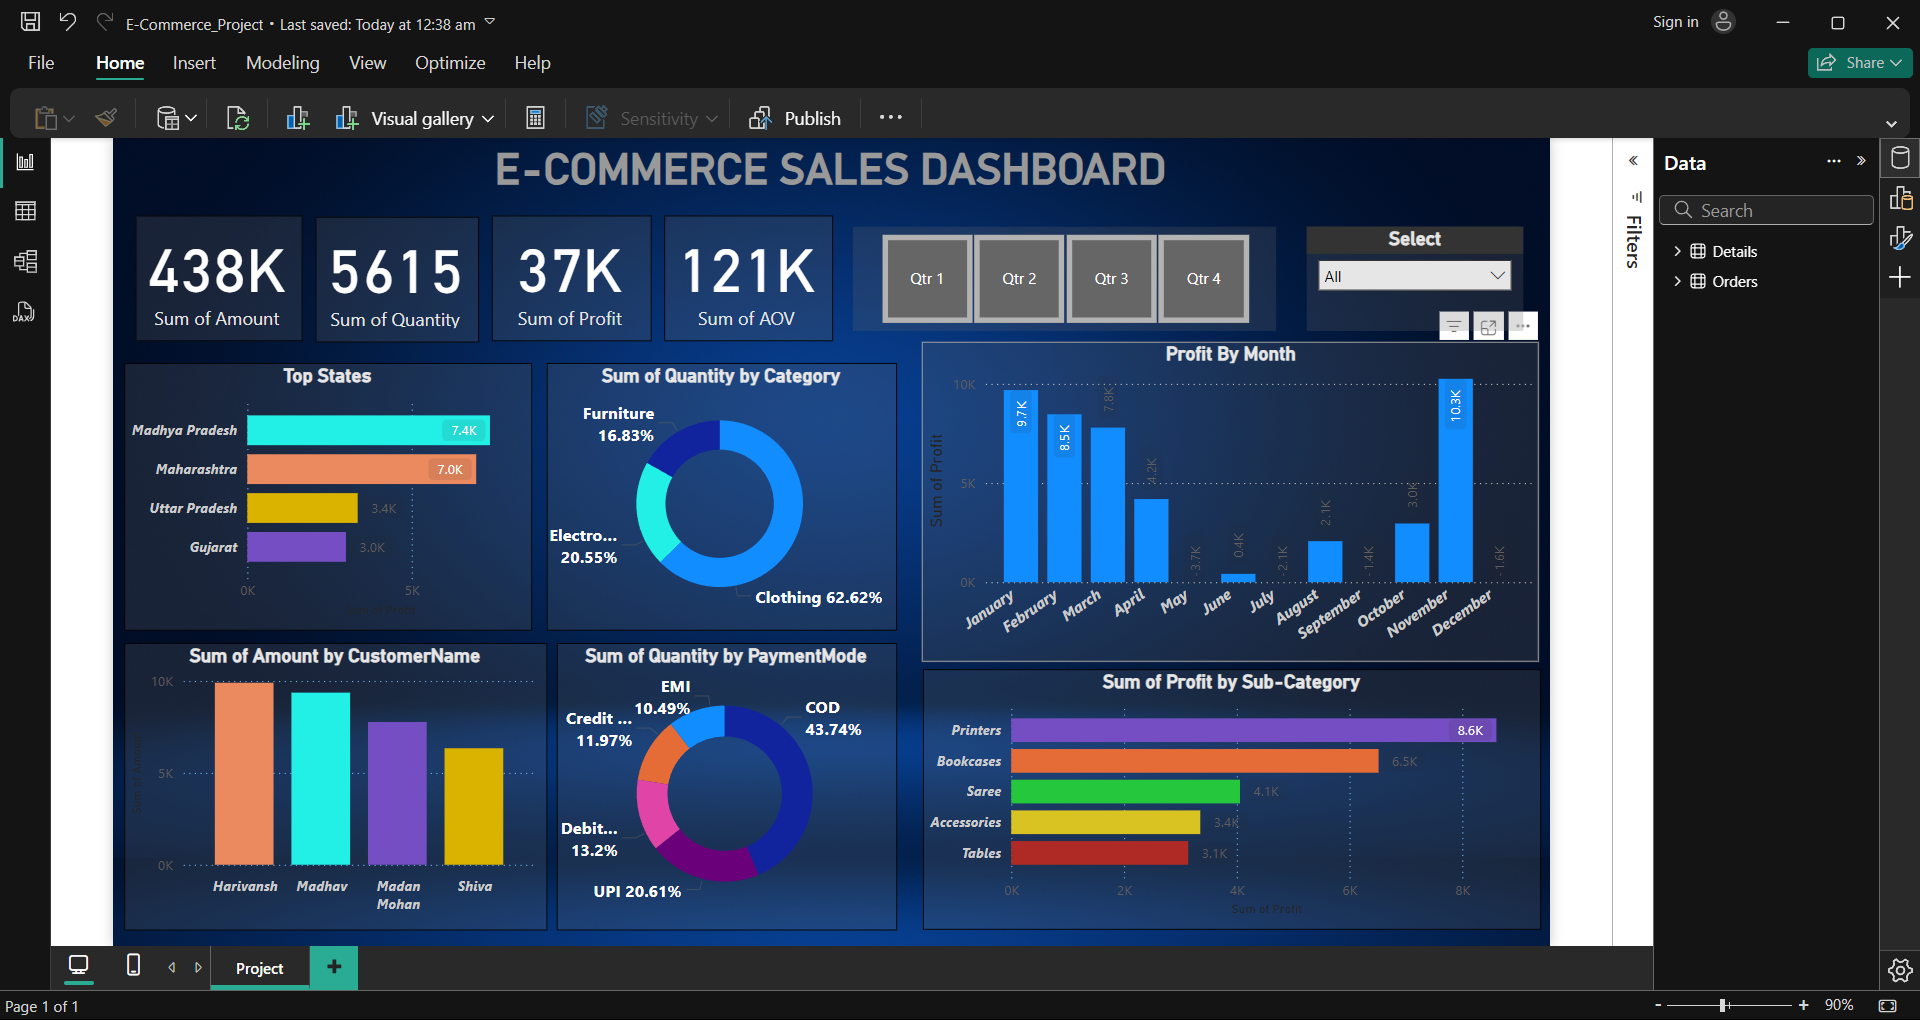 E-Commerce_Project • Last saved: Today at 12:38 am
Sign in
File Home Insert Modeling View Optimize Help
Share
Visual gallery
Sensitivity
Publish
E-COMMERCE SALES DASHBOARD
438K
Sum of Amount
5615
Sum of Quantity
37K
Sum of Profit
121K
Sum of AOV
Qtr 1 Qtr 2 Qtr 3 Qtr 4
Select
All
Top States
Madhya Pradesh 7.4K
Maharashtra 7.0K
Uttar Pradesh 3.4K
Gujarat 3.0K
0K 5K
Sum of Profit
Sum of Quantity by Category
Furniture
16.83%
Electro...
20.55%
Clothing 62.62%
Profit By Month
Sum of Profit
10K
5K
0K
9.7K 8.5K 7.8K 4.2K -3.7K 0.4K -2.1K 2.1K -1.4K 3.0K 10.3K -1.6K
January February March April May June July August September October November December
Sum of Amount by CustomerName
Sum of Amount
10K
5K
0K
Harivansh Madhav Madan Mohan Shiva
Sum of Quantity by PaymentMode
EMI
10.49%
COD
43.74%
Credit ...
11.97%
Debit...
13.2%
UPI 20.61%
Sum of Profit by Sub-Category
Printers 8.6K
Bookcases 6.5K
Saree 4.1K
Accessories 3.4K
Tables 3.1K
0K 2K 4K 6K 8K
Sum of Profit
Filters
Data
Search
Details
Orders
DAX
Project
Page 1 of 1
- + 90%